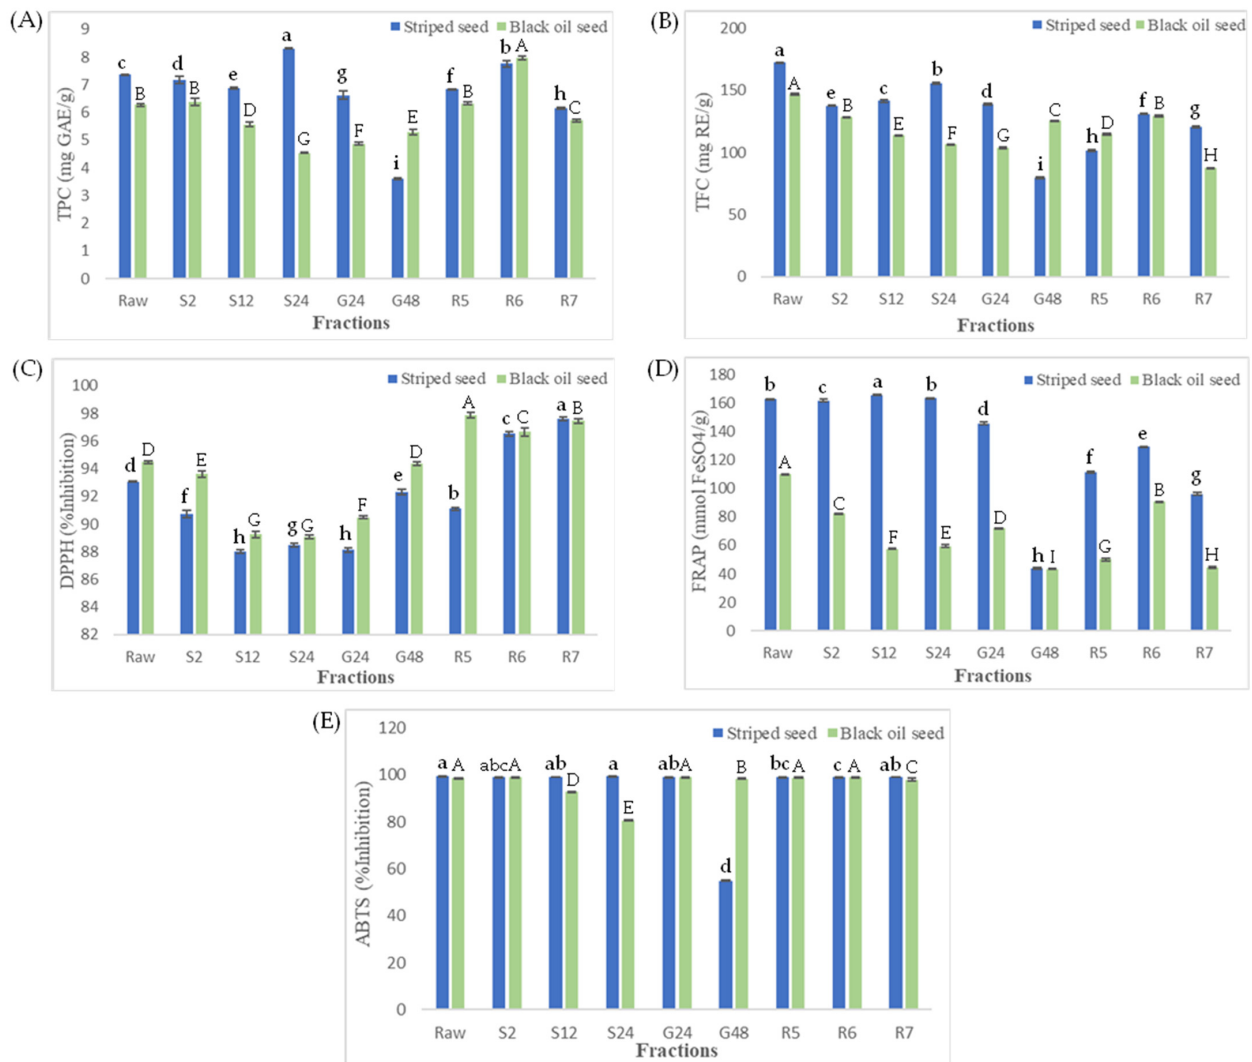 (A)
TPC (mg GAE/g)
Striped seed Black oil seed
9
8
7
6
5
4
3
2
1
0
c B d B e D a G g F i E f B b A h C
Raw S2 S12 S24 G24 G48 R5 R6 R7
Fractions
(B)
TFC (mg RE/g)
Striped seed Black oil seed
200
150
100
50
0
a A e B c E b F d G i C h D f B g H
Raw S2 S12 S24 G24 G48 R5 R6 R7
Fractions
(C)
DPPH (%Inhibition)
Striped seed Black oil seed
100
98
96
94
92
90
88
86
84
82
d D f E h G g G h F e D b A c C a B
Raw S2 S12 S24 G24 G48 R5 R6 R7
Fractions
(D)
FRAP (mmol FeSO4/g)
Striped seed Black oil seed
180
160
140
120
100
80
60
40
20
0
b A c C a F b E d D h I f G e B g H
Raw S2 S12 S24 G24 G48 R5 R6 R7
Fractions
(E)
ABTS (%Inhibition)
Striped seed Black oil seed
120
100
80
60
40
20
0
a A abc A ab D a E ab A d B bc A c A ab C
Raw S2 S12 S24 G24 G48 R5 R6 R7
Fractions